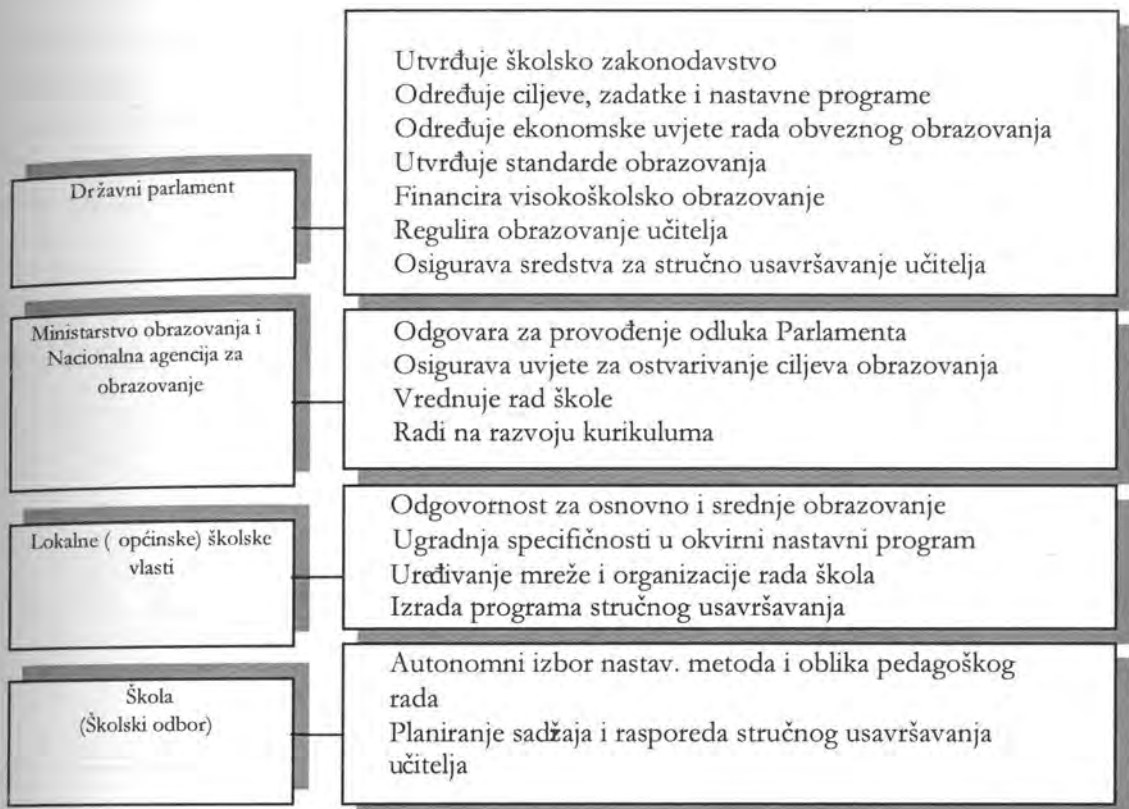 Državni parlament
Utvrđuje školsko zakonodavstvo
Određuje ciljeve, zadatke i nastavne programe
Određuje ekonomske uvjete rada obveznog obrazovanja
Utvrđuje standarde obrazovanja
Financira visokoškolsko obrazovanje
Regulira obrazovanje učitelja
Osigurava sredstva za stručno usavršavanje učitelja
Ministarstvo obrazovanja i
Nacionalna agencija za
obrazovanje
Odgovara za provođenje odluka Parlamenta
Osigurava uvjete za ostvarivanje ciljeva obrazovanja
Vrednuje rad škole
Radi na razvoju kurikuluma
Lokalne ( općinske) školske
vlasti
Odgovornost za osnovno i srednje obrazovanje
Ugradnja specifičnosti u okvirni nastavni program
Uređivanje mreže i organizacije rada škola
Izrada programa stručnog usavršavanja
Škola
(Školski odbor)
Autonomni izbor nastav. metoda i oblika pedagoškog
rada
Planiranje sadžaja i rasporeda stručnog usavršavanja
učitelja